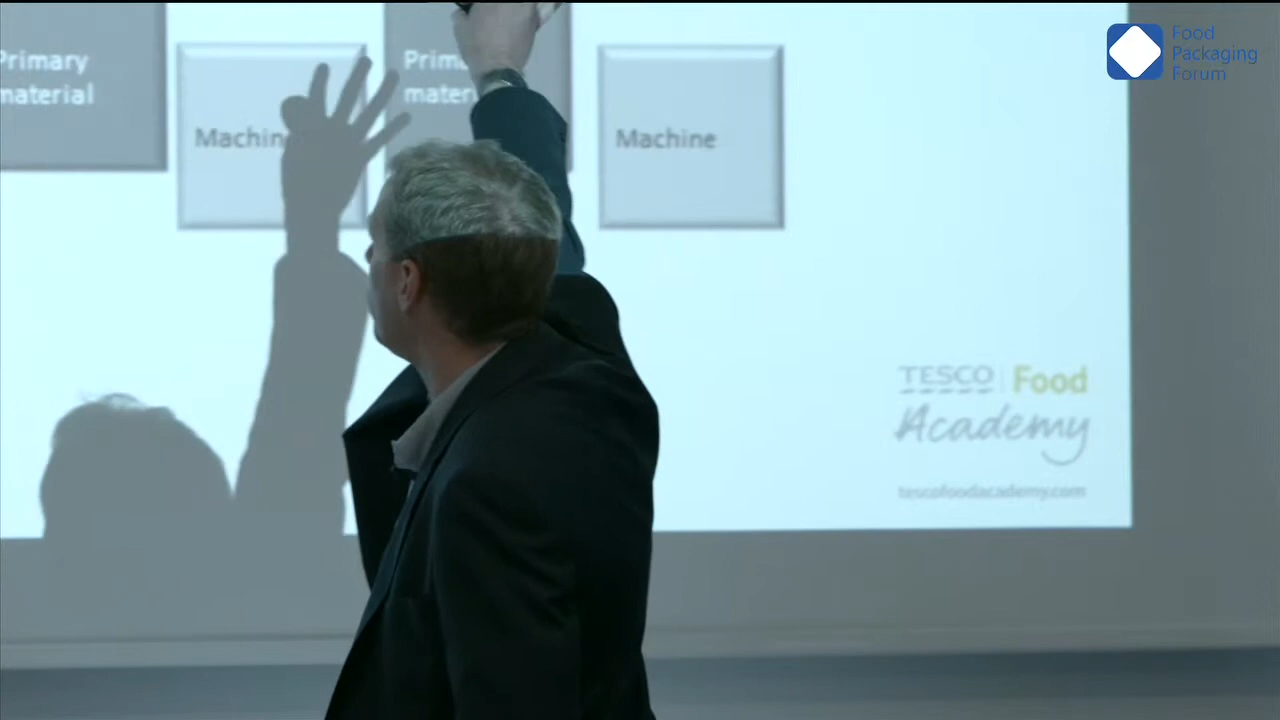 Primary
material
Machin
Prim
mater
Machine
Food
Packaging
Forum
TESCO Food
Academy
tescofoodacademy.com